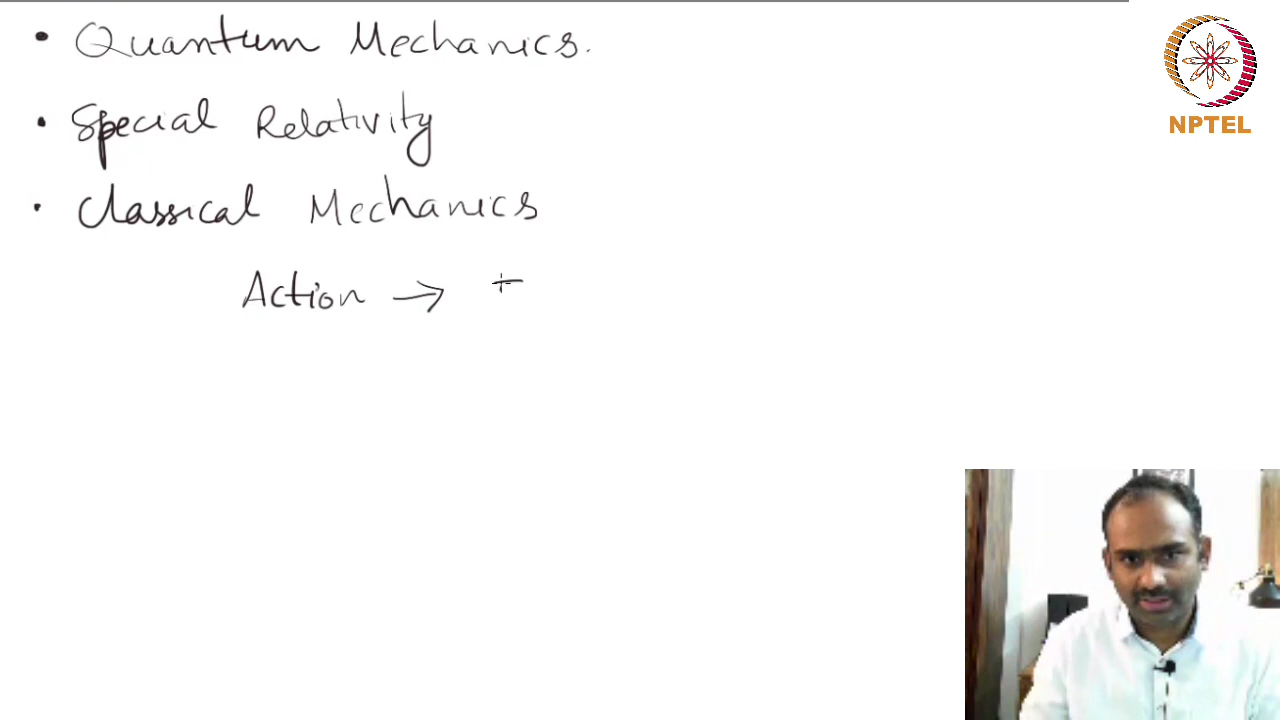 • Quantum Mechanics.
• Special Relativity
• Classical Mechanics
Action →
NPTEL